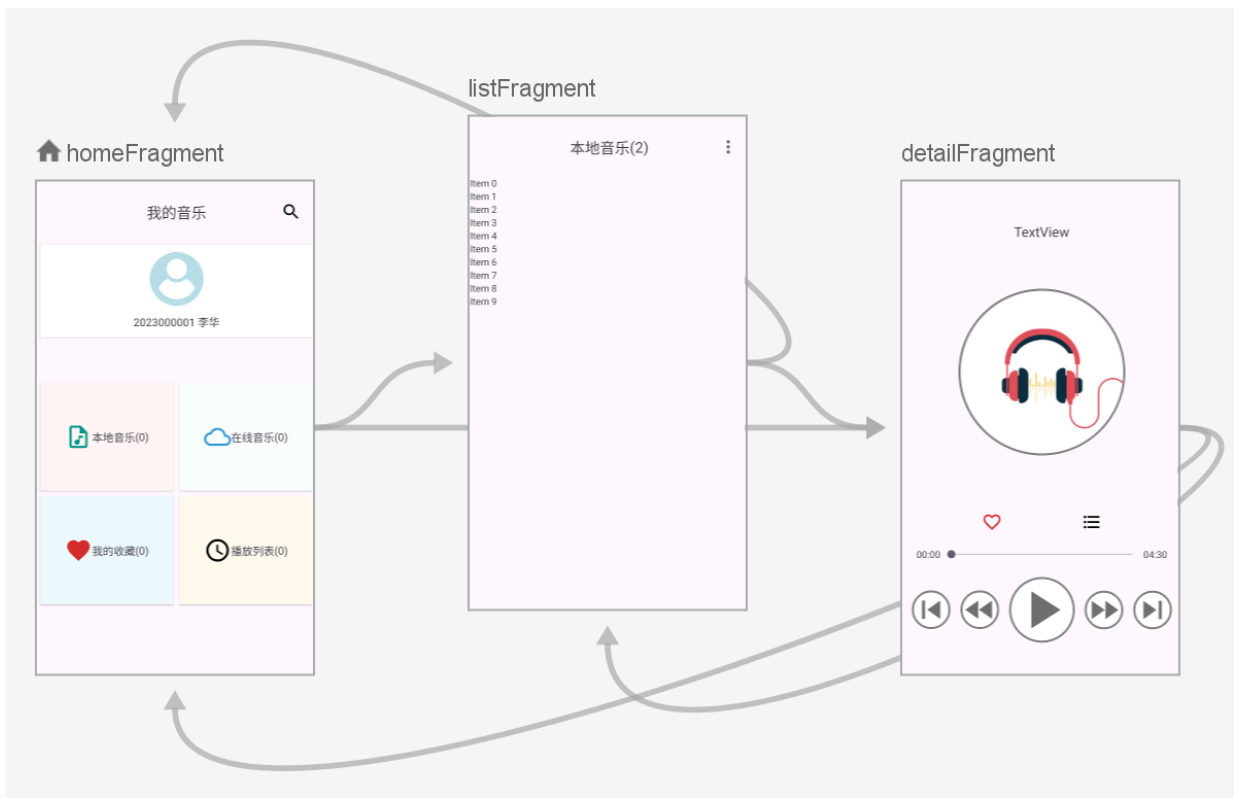 homeFragment
我的音乐
2023000001 李华
本地音乐(0)
在线音乐(0)
我的收藏(0)
播放列表(0)
listFragment
本地音乐(2)
Item 0
Item 1
Item 2
Item 3
Item 4
Item 5
Item 6
Item 7
Item 8
Item 9
detailFragment
TextView
00:00
04:30